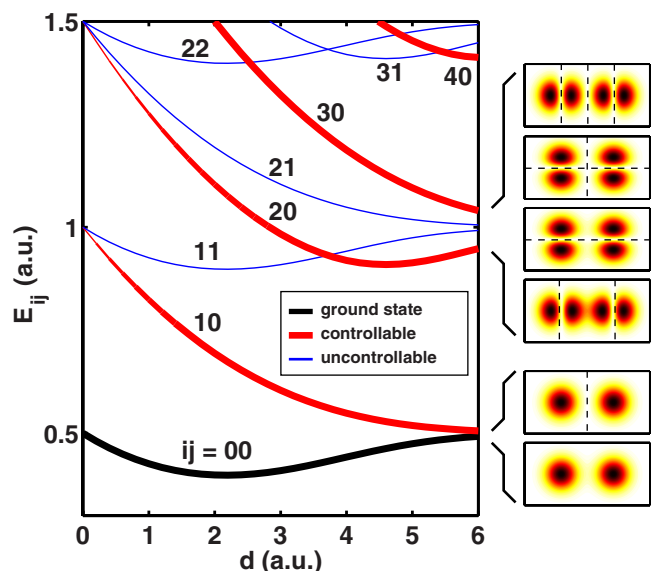 1.5
22
31
40
30
21
20
1
11
E_ij (a.u.)
10
ground state
controllable
uncontrollable
0.5
ij = 00
0 1 2 3 4 5 6
d (a.u.)